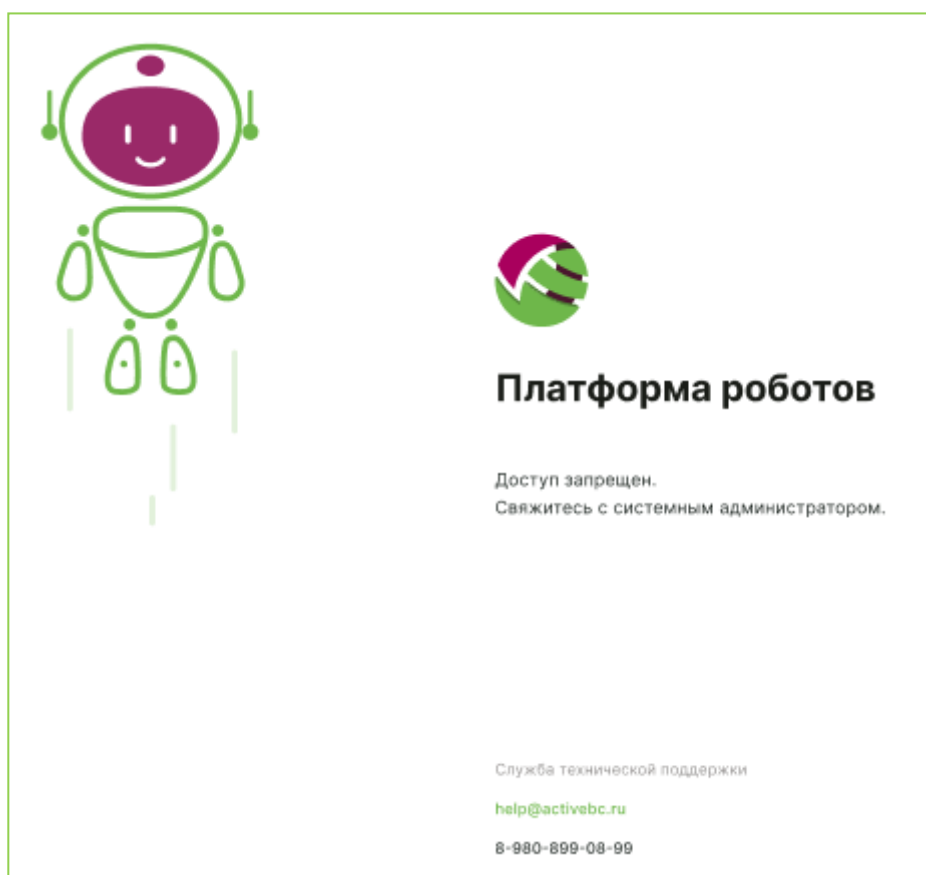 Платформа роботов
Доступ запрещен.
Свяжитесь с системным администратором.
Служба технической поддержки
help@activebc.ru
8-980-899-08-99